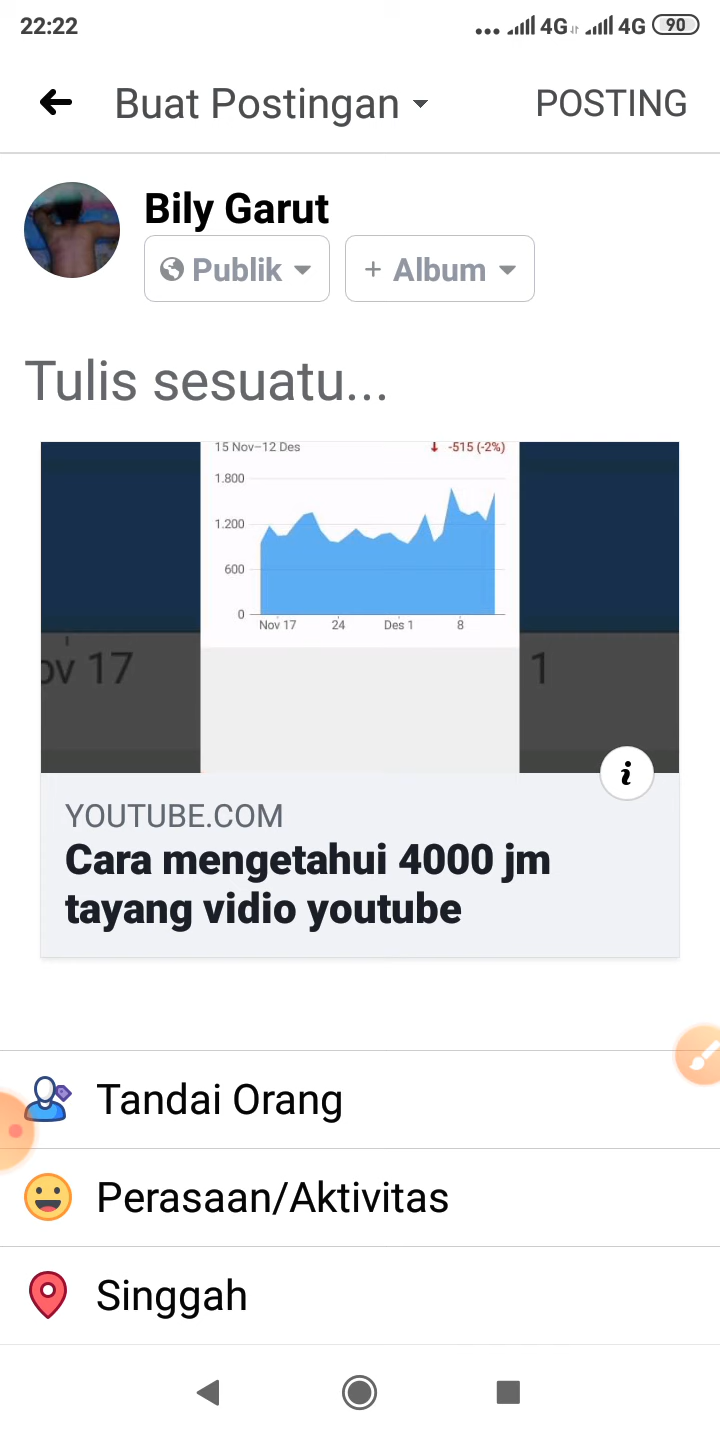 22:22
4G 4G 90
Buat Postingan
POSTING
Bily Garut
Publik
+ Album
Tulis sesuatu...
15 Nov–12 Des
-515 (-2%)
1.800
1.200
600
0
Nov 17 24 Des 1 8
ov 17
1
i
YOUTUBE.COM
Cara mengetahui 4000 jm
tayang vidio youtube
Tandai Orang
Perasaan/Aktivitas
Singgah